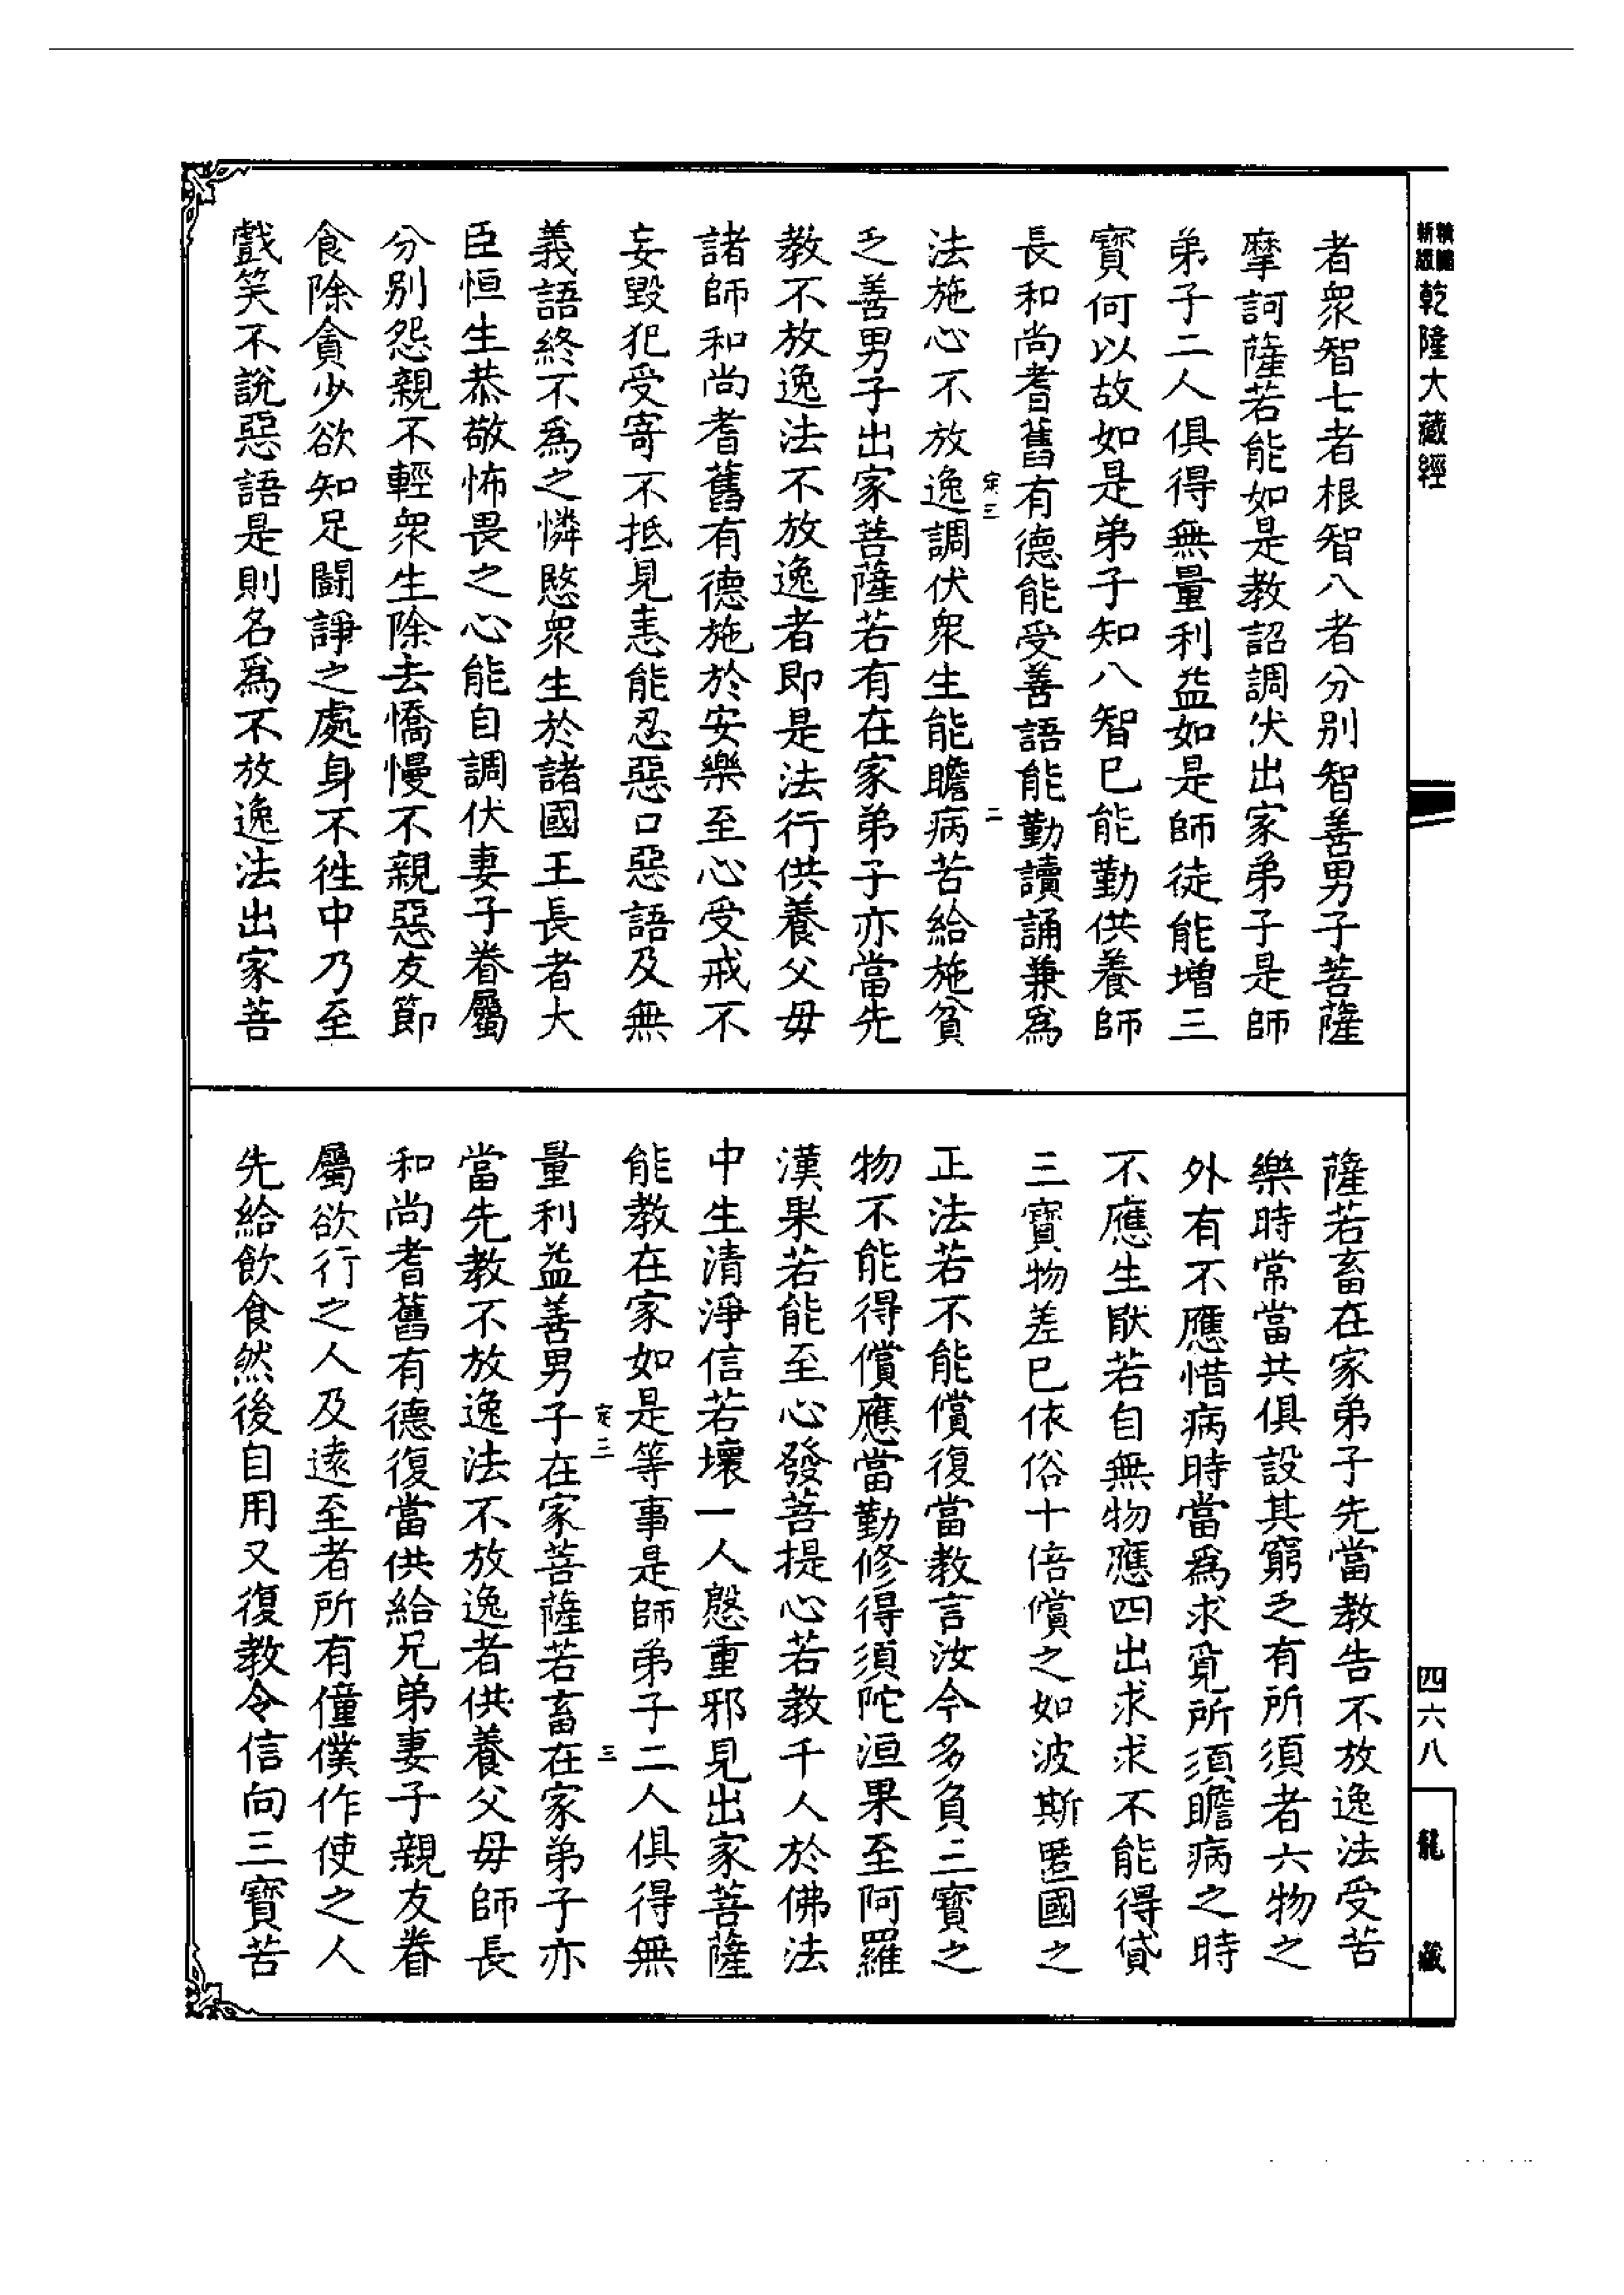 新編縮本乾隆大藏經
者衆智七者根智八者分別智善男子菩薩
摩訶薩若能如是教詔調伏出家弟子是師
弟子二人俱得無量利益如是師徒能增三
寶何以故如是弟子知八智已能勤供養師
長和尚耆舊有德能受善語能勤讀誦兼爲
法施心不放逸調伏衆生能瞻病苦給施貧
定三
二
乏善男子出家菩薩若有在家弟子亦當先
教不放逸法不放逸者即是法行供養父母
諸師和尚耆舊有德施於安樂至心受戒不
妄毀犯受寄不抵見恚能忍惡口惡語及無
義語終不爲之憐愍衆生於諸國王長者大
臣恒生恭敬怖畏之心能自調伏妻子眷屬
分別怨親不輕衆生除去憍慢不親惡友節
食除貪少欲知足鬪諍之處身不徃中乃至
戲笑不說惡語是則名爲不放逸法出家菩
薩若畜在家弟子先當教告不放逸法受苦
樂時常當共俱設其窮乏有所須者六物之
外有不應惜病時當爲求覓所須瞻病之時
不應生猒若自無物應四出求求不能得貸
三寶物差已依俗十倍償之如波斯匿國之
正法若不能償復當教言汝今多負三寶之
物不能得償應當勤修得須陀洹果至阿羅
漢果若能至心發菩提心若教千人於佛法
中生清淨信若壞一人慇重邪見出家菩薩
能教在家如是等事是師弟子二人俱得無
定三
三
量利益善男子在家菩薩若畜在家弟子亦
當先教不放逸法不放逸者供養父母師長
和尚耆舊有德復當供給兄弟妻子親友眷
屬欲行之人及遠至者所有僮僕作使之人
先給飲食然後自用又復教令信向三寶苦
四六八
龍藏